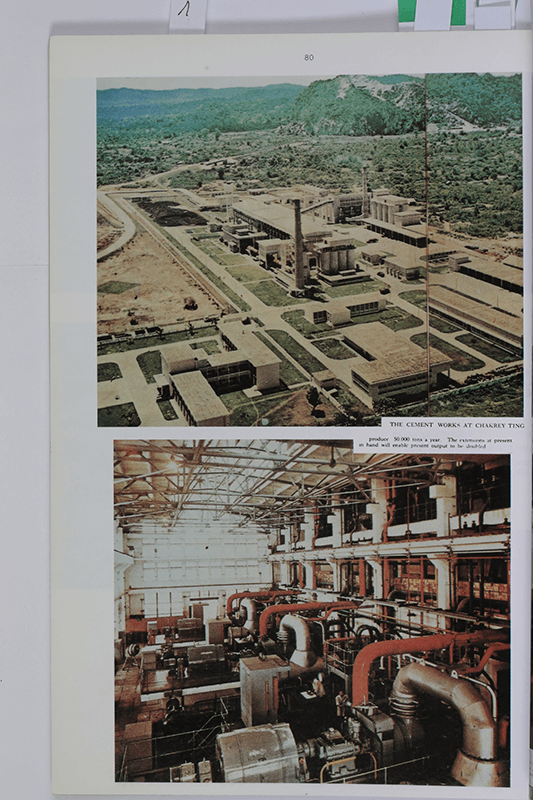 1
80
THE CEMENT WORKS AT CHAKREY TING
produce 50.000 tons a year. The extensions at present
in hand will enable present output to be doubled